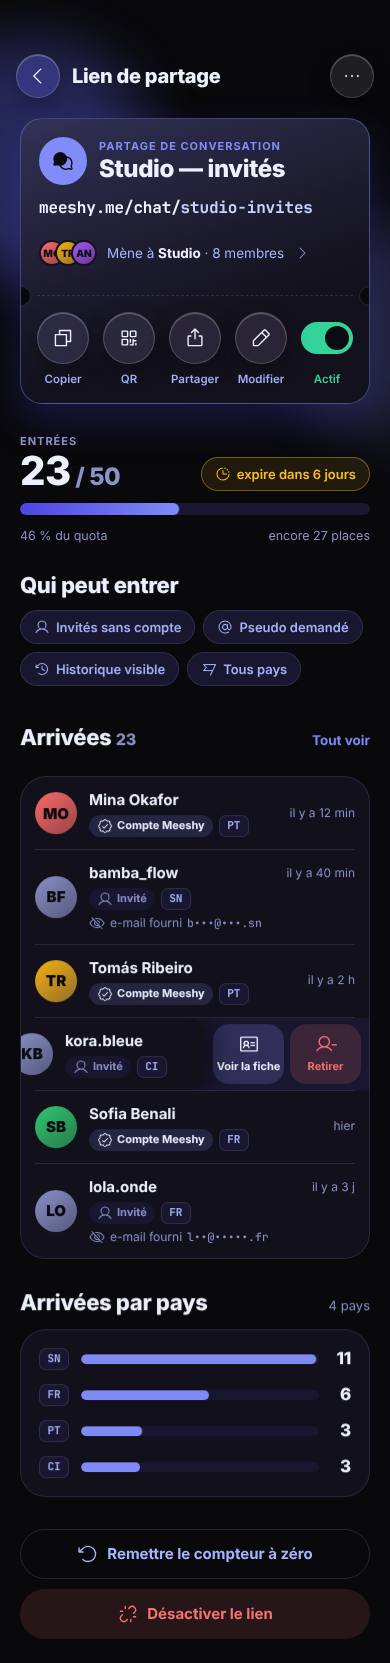 Lien de partage
PARTAGE DE CONVERSATION
Studio — invités
meeshy.me/chat/studio-invites
TR AN Mène à Studio · 8 membres
Copier QR Partager Modifier Actif
ENTRÉES
23 / 50 expire dans 6 jours
46 % du quota encore 27 places
Qui peut entrer
Invités sans compte Pseudo demandé
Historique visible Tous pays
Arrivées 23 Tout voir
MO Mina Okafor il y a 12 min
Compte Meeshy PT
BF bamba_flow il y a 40 min
Invité SN
e-mail fourni b•••@•••.sn
TR Tomás Ribeiro il y a 2 h
Compte Meeshy PT
KB kora.bleue
Invité CI Voir la fiche Retirer
SB Sofia Benali hier
Compte Meeshy FR
LO lola.onde il y a 3 j
Invité FR
e-mail fourni l••@•••••.fr
Arrivées par pays 4 pays
SN 11
FR 6
PT 3
CI 3
Remettre le compteur à zéro
Désactiver le lien